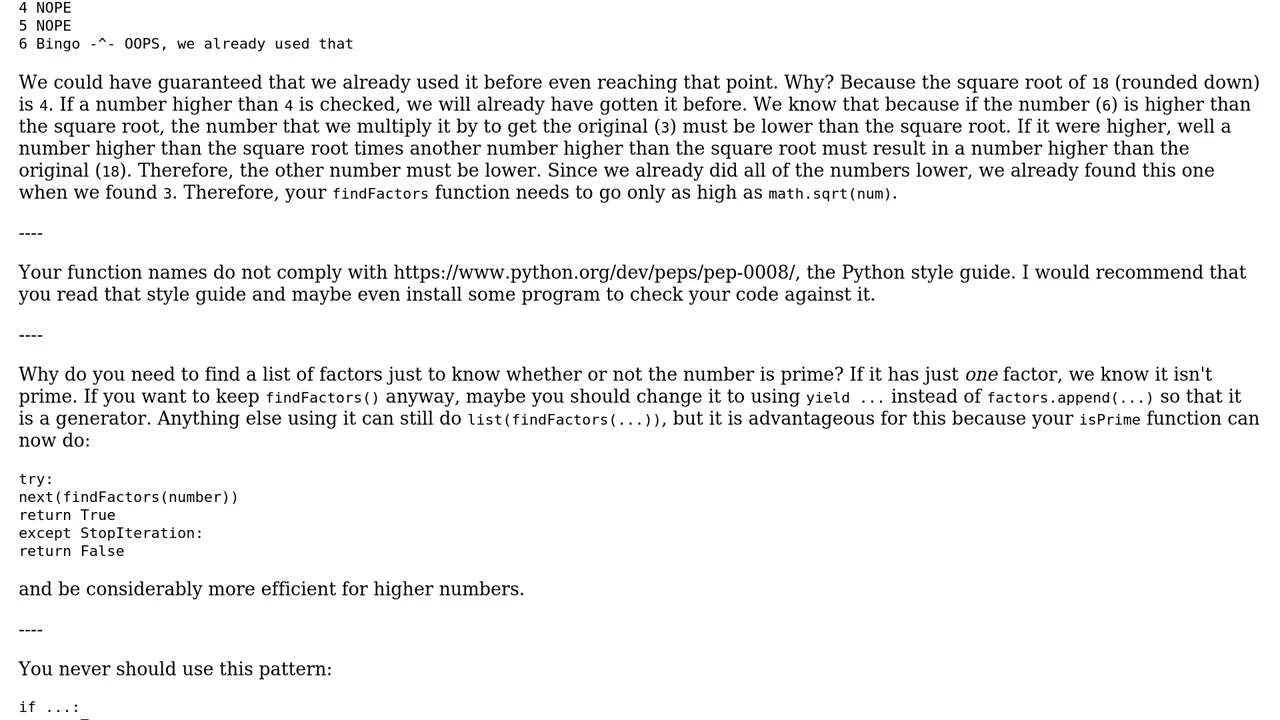 4 NOPE
5 NOPE
6 Bingo -^- OOPS, we already used that
We could have guaranteed that we already used it before even reaching that point. Why? Because the square root of 18 (rounded down)
is 4. If a number higher than 4 is checked, we will already have gotten it before. We know that because if the number (6) is higher than
the square root, the number that we multiply it by to get the original (3) must be lower than the square root. If it were higher, well a
number higher than the square root times another number higher than the square root must result in a number higher than the
original (18). Therefore, the other number must be lower. Since we already did all of the numbers lower, we already found this one
when we found 3. Therefore, your findFactors function needs to go only as high as math.sqrt(num).
----
Your function names do not comply with https://www.python.org/dev/peps/pep-0008/, the Python style guide. I would recommend that
you read that style guide and maybe even install some program to check your code against it.
----
Why do you need to find a list of factors just to know whether or not the number is prime? If it has just one factor, we know it isn't
prime. If you want to keep findFactors() anyway, maybe you should change it to using yield ... instead of factors.append(...) so that it
is a generator. Anything else using it can still do list(findFactors(...)), but it is advantageous for this because your isPrime function can
now do:
try:
next(findFactors(number))
return True
except StopIteration:
return False
and be considerably more efficient for higher numbers.
----
You never should use this pattern:
if ...: